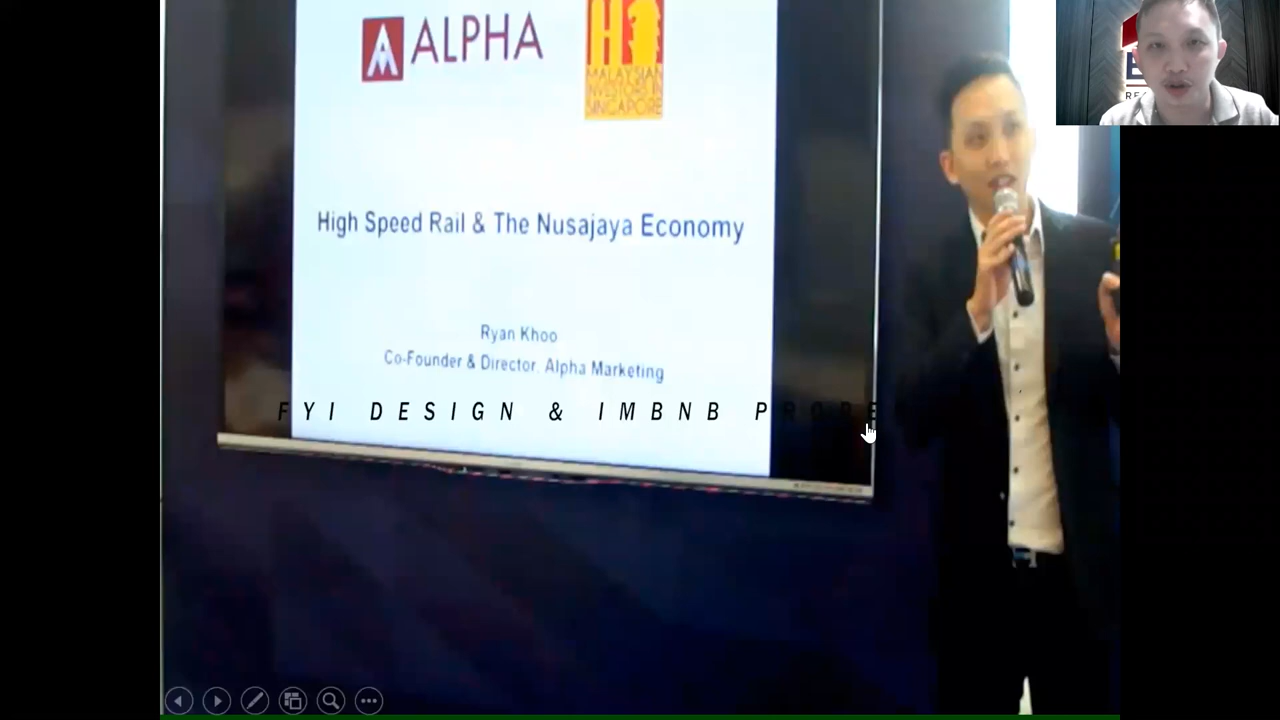 ALPHA
MALAYSIAN
INVESTORS IN
SINGAPORE
High Speed Rail & The Nusajaya Economy
Ryan Khoo
Co-Founder & Director, Alpha Marketing
FYI DESIGN & IMBNB PROPE